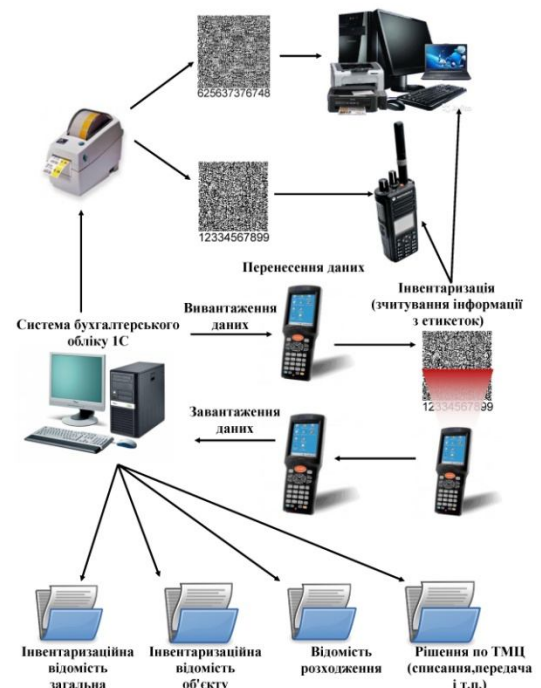 625637376748
12334567899
Перенесення даних
Інвентаризація
(зчитування інформації
з етикеток)
Вивантаження
даних
Система бухгалтерського
обліку 1С
12334567899
Завантаження
даних
Інвентаризаційна
відомість
загальна
Інвентаризаційна
відомість
об'єкту
Відомість
розходження
Рішення по ТМЦ
(списання,передача
і т.п.)